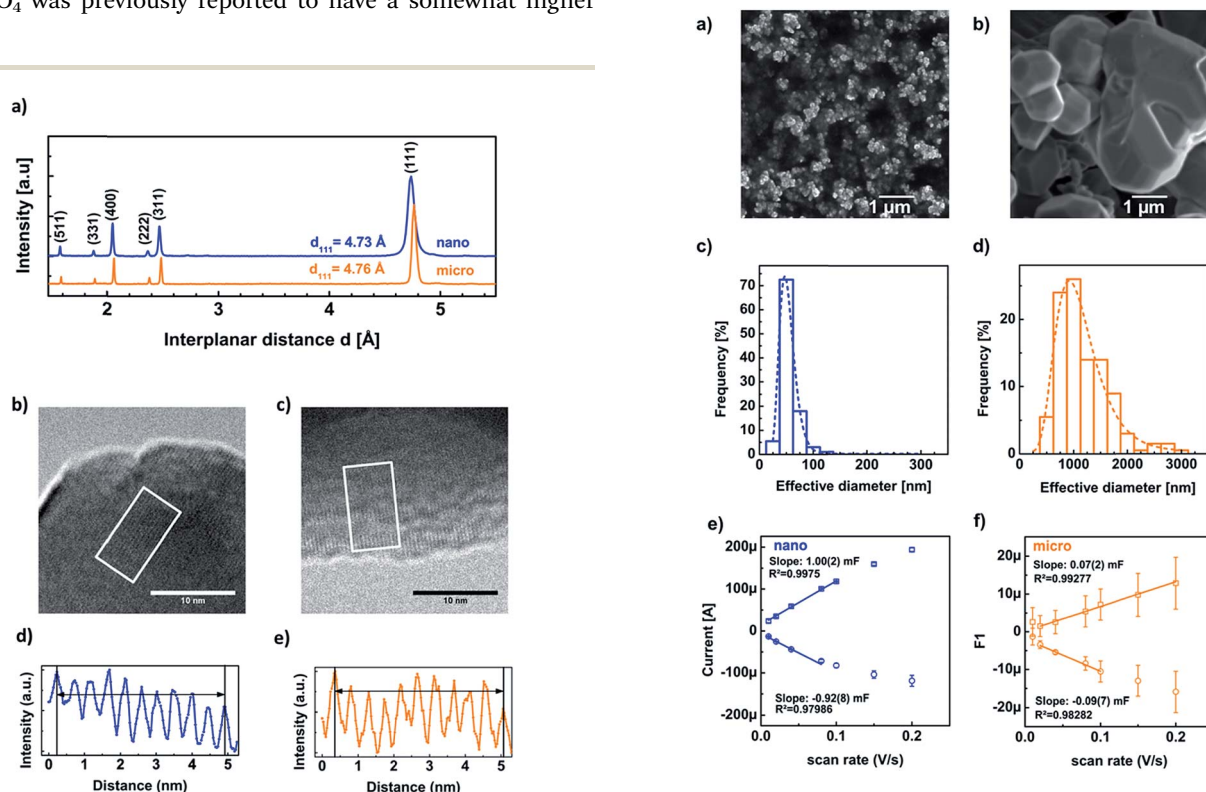 O₄ was previously reported to have a somewhat higher
a)
Intensity [a.u]
(511)
(331)
(400)
(222)
(311)
(111)
d₁₁₁= 4.73 Å
nano
d₁₁₁= 4.76 Å
micro
2
3
4
5
Interplanar distance d [Å]
b)
10 nm
c)
10 nm
d)
Intensity (a.u.)
0 1 2 3 4 5
Distance (nm)
e)
Intensity (a.u.)
0 1 2 3 4 5
Distance (nm)
a)
1 µm
b)
1 µm
c)
Frequency [%]
70
60
50
40
30
20
10
0
0 100 200 300
Effective diameter [nm]
d)
Frequency [%]
20
10
0
0 1000 2000 3000
Effective diameter [nm]
e)
nano
Slope: 1.00(2) mF
R²=0.9975
Current [A]
200µ
100µ
0
-100µ
-200µ
Slope: -0.92(8) mF
R²=0.97986
0.0 0.1 0.2
scan rate (V/s)
f)
micro
Slope: 0.07(2) mF
R²=0.99277
F1
20µ
10µ
0
-10µ
20µ
Slope: -0.09(7) mF
R²=0.98282
0.0 0.1 0.2
scan rate (V/s)